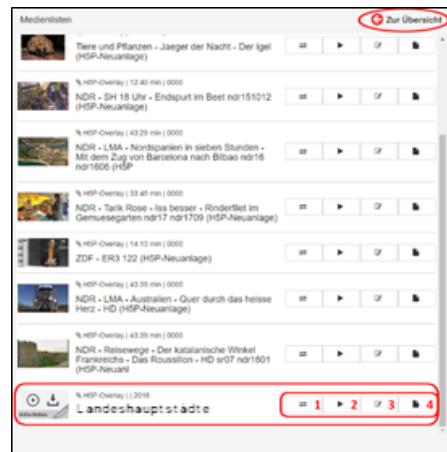 Medienlisten
Zur Übersicht
Tiere und Pflanzen - Jaeger der Nacht - Der Igel
(H5P-Neuanlage)
H5P-Overlay | 12:40 min | 0000
NDR - SH 18 Uhr - Endspurt im Beet ndr151012
(H5P-Neuanlage)
H5P-Overlay | 43:29 min | 0000
NDR - LMA - Nordspanien in sieben Stunden -
Mit dem Zug von Barcelona nach Bilbao ndr16
ndr1606 (H5P
H5P-Overlay | 33:45 min | 0000
NDR - Tarik Rose - Iss besser - Rinderfilet im
Gemuesegarten ndr17 ndr1709 (H5P-Neuanlage)
H5P-Overlay | 14:13 min | 0000
ZDF - ER3 122 (H5P-Neuanlage)
H5P-Overlay | 43:39 min | 0000
NDR - LMA - Australien - Quer durch das heisse
Herz - HD (H5P-Neuanlage)
H5P-Overlay | 43:39 min | 0000
NDR - Reisewege - Der katalanische Winkel
Frankreichs - Das Roussillon - HD sr07 ndr1601
(H5P-Neuanl
H5P-Overlay | | 2016
Landeshauptstädte
1 2 3 4